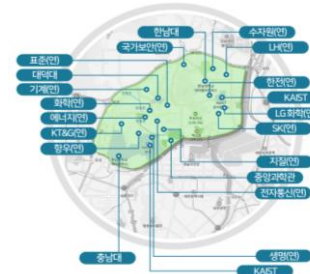 한남대
수자원(연)
국가보안(연)
LH(연)
표준(연)
대덕대
한전(연)
기계(연)
KAIST
화학(연)
LG화학(연)
에너지(연)
SK(연)
KT&G(연)
항우(연)
지질(연)
중앙과학관
전자통신(연)
충남대
생명(연)
KAIST